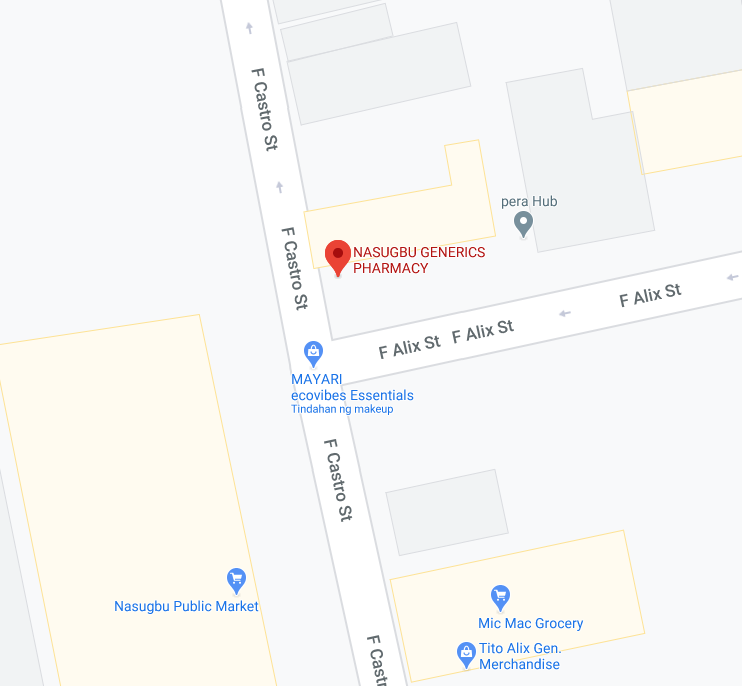 F Castro St
F Castro St
pera Hub
NASUGBU GENERICS
PHARMACY
F Alix St
F Alix St
F Alix St
MAYARI
ecovibes Essentials
Tindahan ng makeup
F Castro St
Nasugbu Public Market
Mic Mac Grocery
Tito Alix Gen.
Merchandise
F Castr